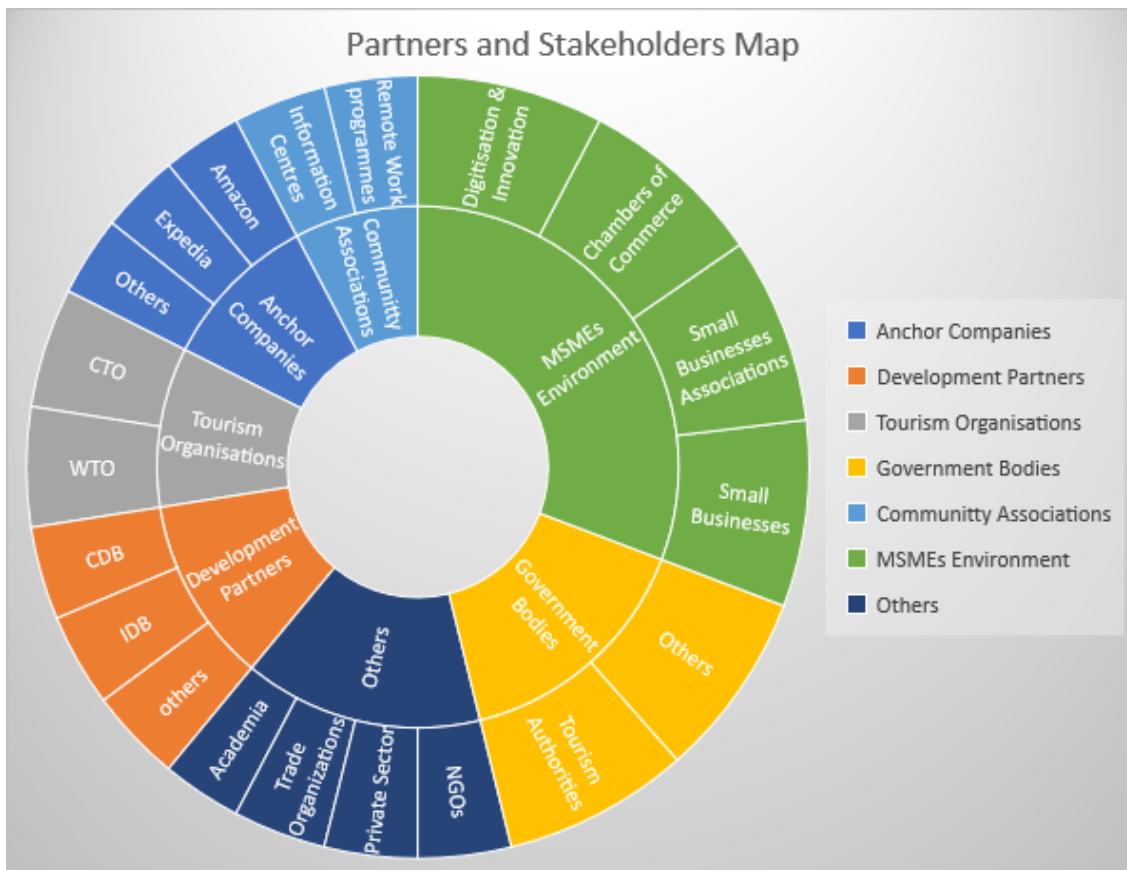 Partners and Stakeholders Map
Digitisation &
Innovation
Chambers of
Commerce
Small
Businesses
Associations
Small
Businesses
MSMEs
Environment
Others
Tourism
Authorities
Government
Bodies
NGOs
Private Sector
Trade
Organizations
Academia
Others
others
IDB
CDB
Development
Partners
WTO
CTO
Tourism
Organisations
Others
Expedia
Amazon
Anchor
Companies
Information
Centres
Remote Work
programmes
Communitty
Associations
Anchor Companies
Development Partners
Tourism Organisations
Government Bodies
Communitty Associations
MSMEs Environment
Others